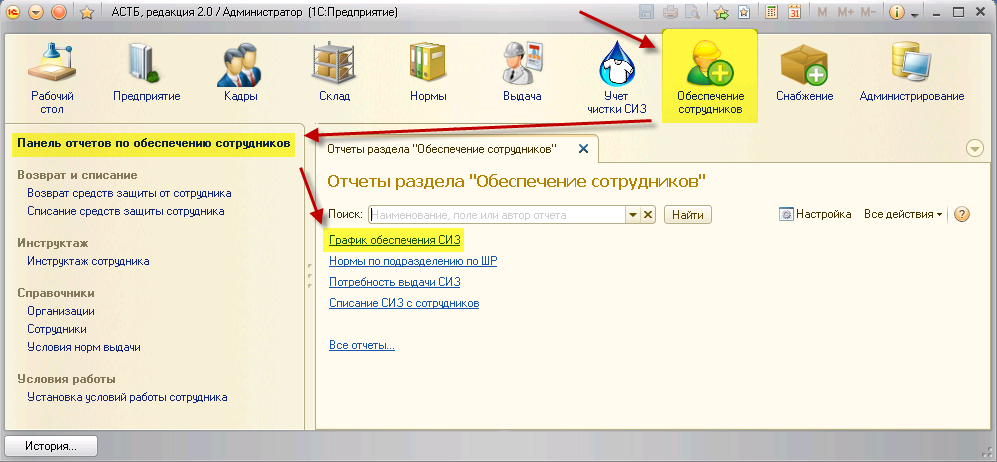 АСТБ, редакция 2.0 / Администратор (1С:Предприятие)
M M+ M-
31
Рабочий стол
Предприятие
Кадры
Склад
Нормы
Выдача
Учет чистки СИЗ
Обеспечение сотрудников
Снабжение
Администрирование
Панель отчетов по обеспечению сотрудников
Возврат и списание
Возврат средств защиты от сотрудника
Списание средств защиты сотрудника
Инструктаж
Инструктаж сотрудника
Справочники
Организации
Сотрудники
Условия норм выдачи
Условия работы
Установка условий работы сотрудника
Отчеты раздела "Обеспечение сотрудников"
Отчеты раздела "Обеспечение сотрудников"
Поиск: Наименование, поле или автор отчета Найти Настройка Все действия ?
График обеспечения СИЗ
Нормы по подразделению по ШР
Потребность выдачи СИЗ
Списание СИЗ с сотрудников
Все отчеты...
История...